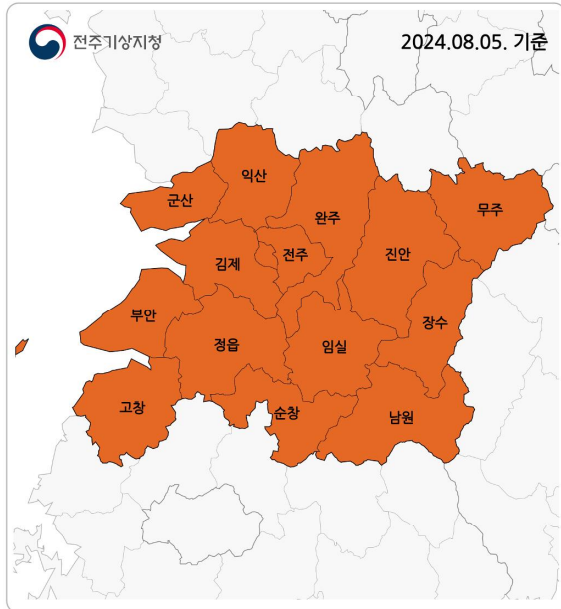 전주기상지청
2024.08.05. 기준
익산
군산
완주
무주
전주
진안
김제
부안
장수
정읍
임실
고창
순창
남원